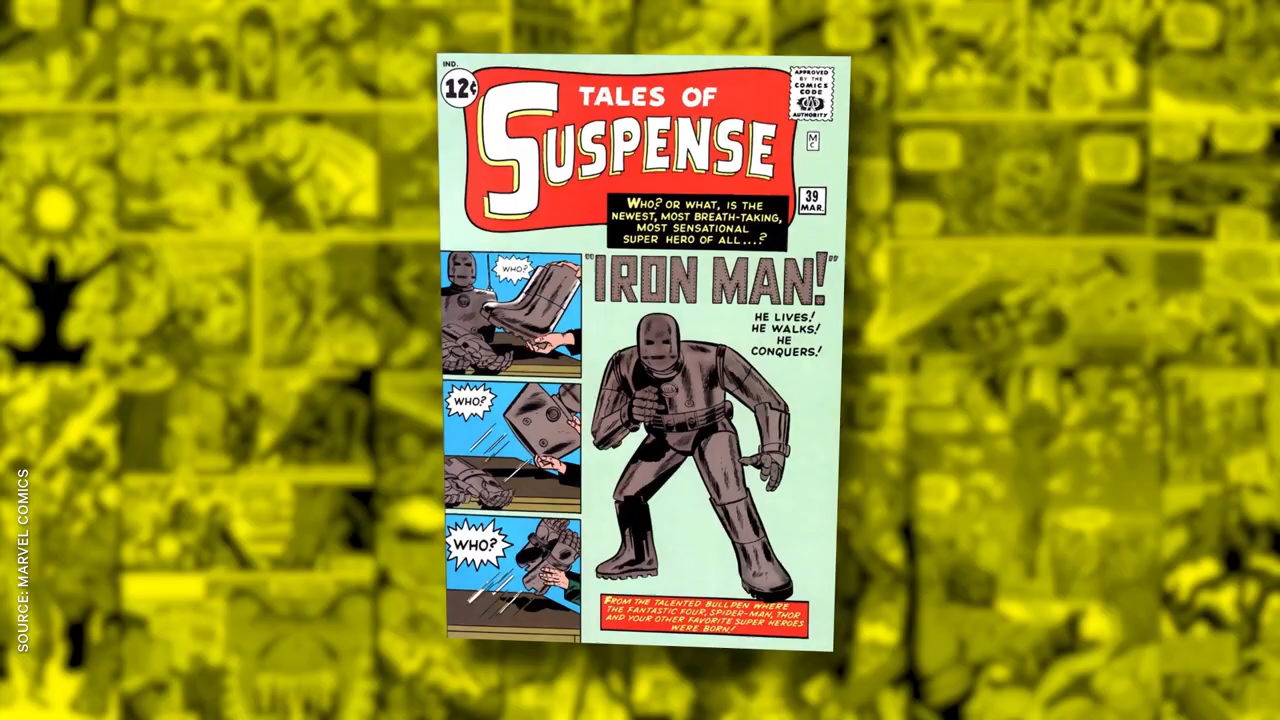 IND.
12¢
TALES OF
SUSPENSE
APPROVED
BY THE
COMICS
CODE
CA
AUTHORITY
M
C
39
MAR.
WHO? OR WHAT, IS THE
NEWEST, MOST BREATH-TAKING,
MOST SENSATIONAL
SUPER HERO OF ALL...?
"IRON MAN!"
HE LIVES!
HE WALKS!
HE
CONQUERS!
WHO?
WHO?
WHO?
FROM THE TALENTED BULLPEN WHERE
THE FANTASTIC FOUR, SPIDER-MAN, THOR
AND YOUR OTHER FAVORITE SUPER HEROES
WERE BORN!
SOURCE: MARVEL COMICS